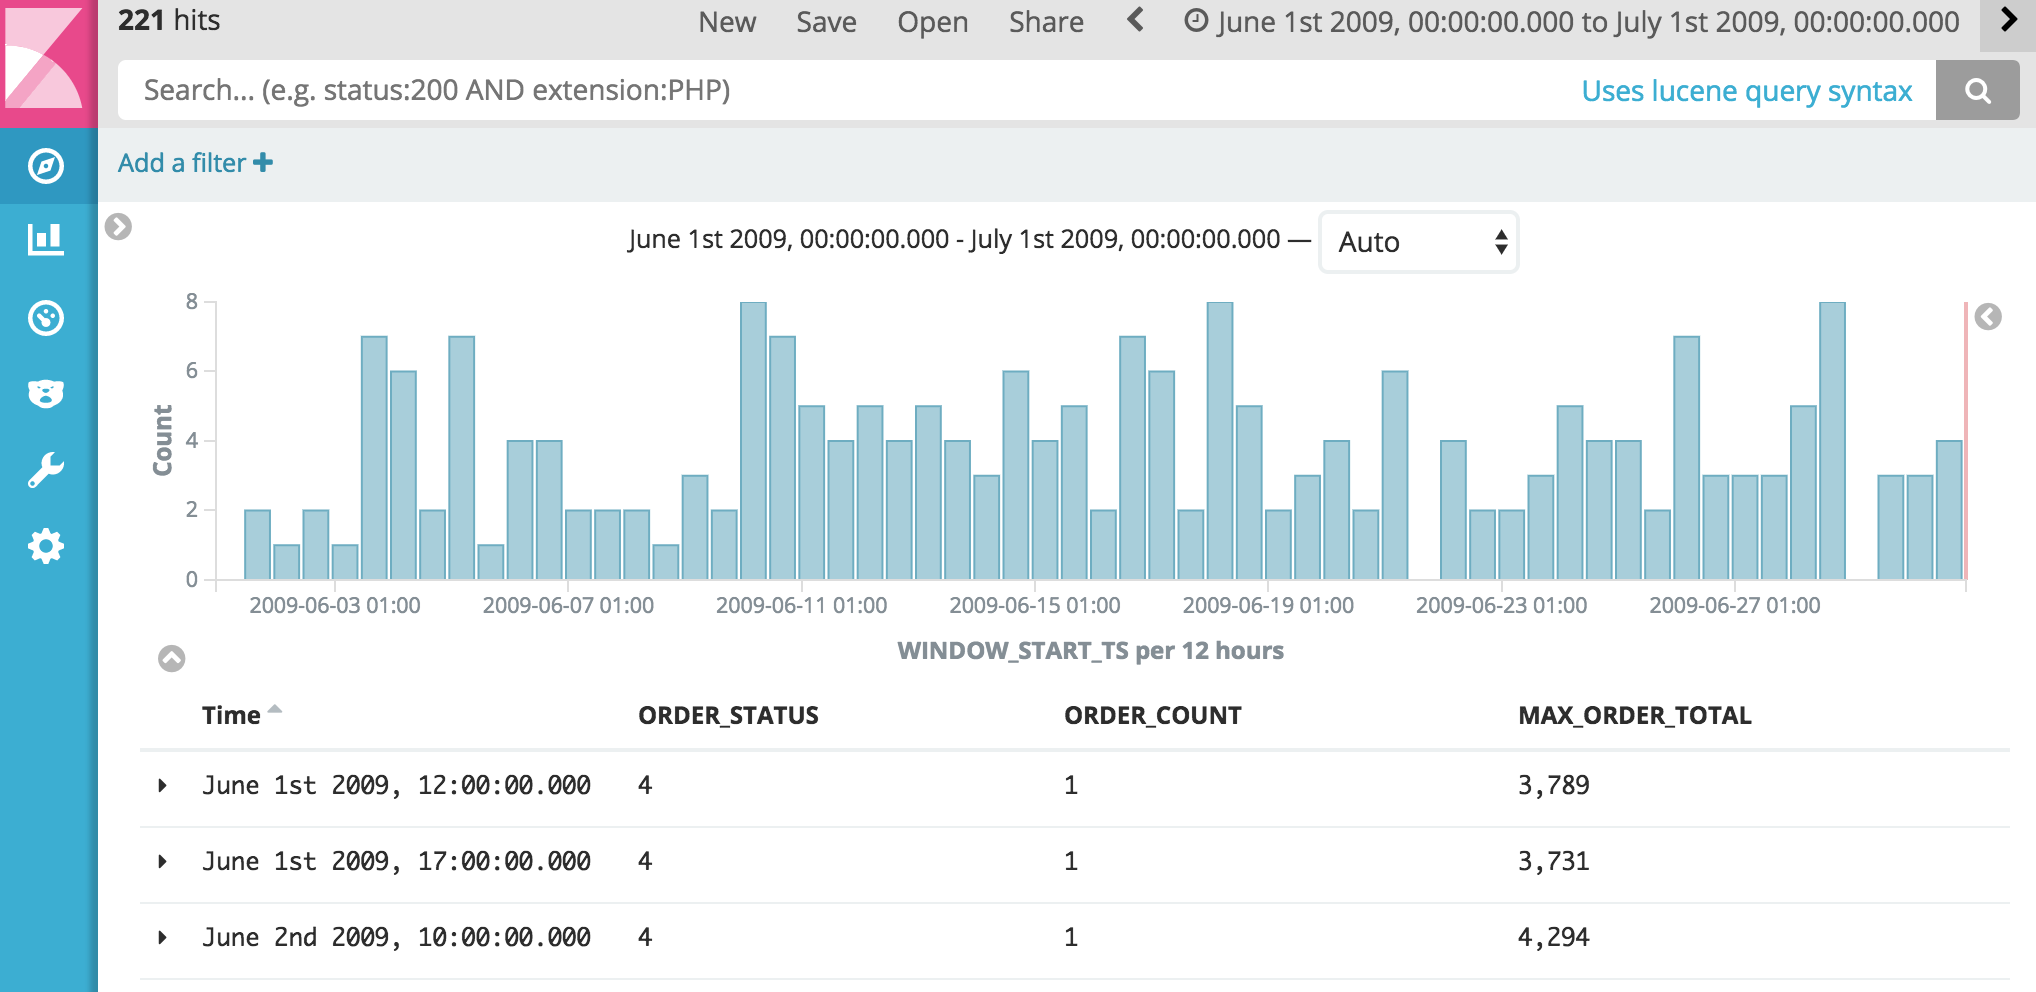 221 hits
New Save Open Share June 1st 2009, 00:00:00.000 to July 1st 2009, 00:00:00.000
Search... (e.g. status:200 AND extension:PHP) Uses lucene query syntax
Add a filter +
June 1st 2009, 00:00:00.000 - July 1st 2009, 00:00:00.000 — Auto
8
6
4
2
0
Count
2009-06-03 01:00 2009-06-07 01:00 2009-06-11 01:00 2009-06-15 01:00 2009-06-19 01:00 2009-06-23 01:00 2009-06-27 01:00
WINDOW_START_TS per 12 hours
Time ORDER_STATUS ORDER_COUNT MAX_ORDER_TOTAL
June 1st 2009, 12:00:00.000 4 1 3,789
June 1st 2009, 17:00:00.000 4 1 3,731
June 2nd 2009, 10:00:00.000 4 1 4,294